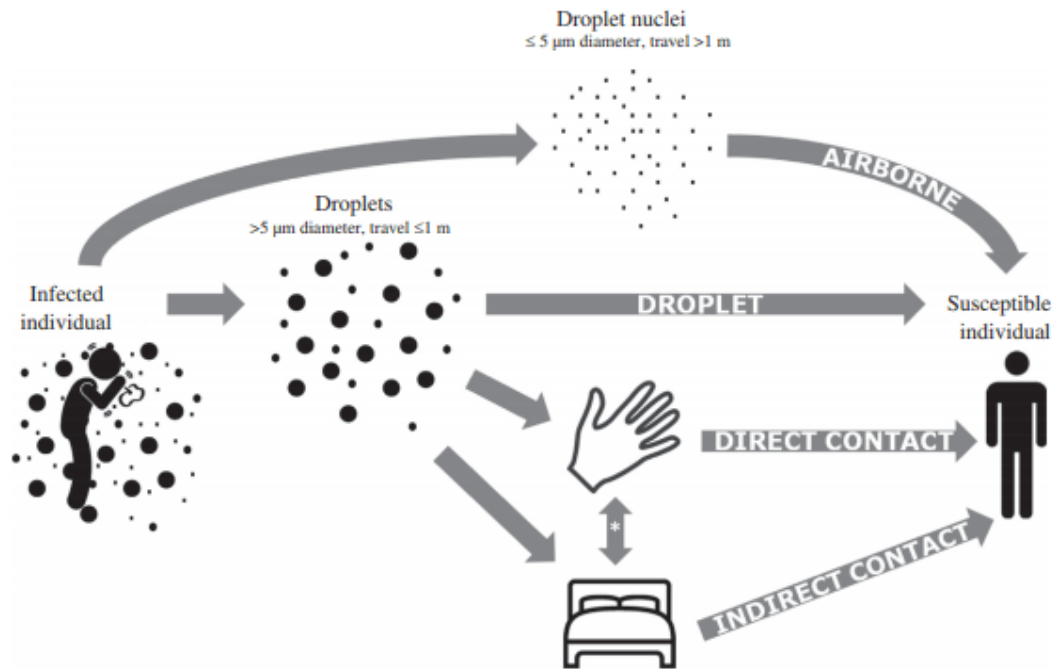 Droplet nuclei
≤ 5 μm diameter, travel >1 m
AIRBORNE
Droplets
>5 μm diameter, travel ≤1 m
Infected
individual
DROPLET
Susceptible
individual
DIRECT CONTACT
*
INDIRECT CONTACT